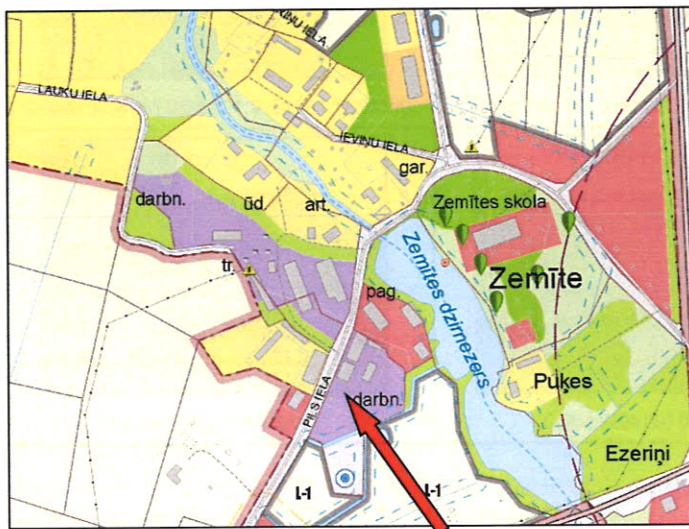 LAUKU IELA
IEVIŅU IELA
gar.
darbn.
ūd.
art.
Zemītes skola
Zemīte
tr.
pag.
Zemītes dzirnezers
Puķes
PILS IELA
darbn.
Ezeriņi
L-1
L-1